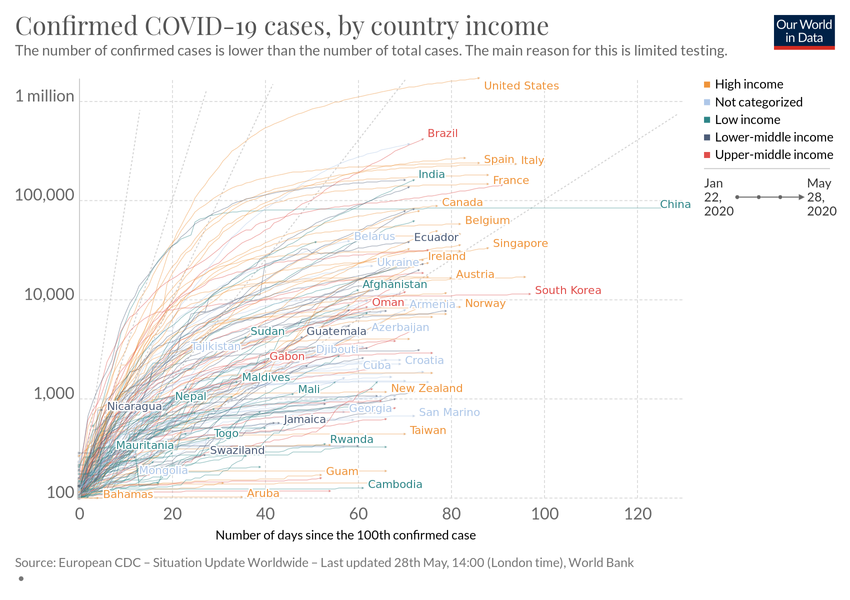 Confirmed COVID-19 cases, by country income
Our World
in Data
The number of confirmed cases is lower than the number of total cases. The main reason for this is limited testing.
1 million
100,000
10,000
1,000
100
United States
Brazil
Spain, Italy
India
France
Canada
China
Belgium
Belarus
Ecuador
Singapore
Ireland
Ukraine
Austria
Afghanistan
South Korea
Oman
Armenia
Norway
Sudan
Guatemala
Azerbaijan
Tajikistan
Djibouti
Gabon
Croatia
Cuba
Maldives
Mali
New Zealand
Nepal
Nicaragua
Georgia
San Marino
Jamaica
Togo
Taiwan
Rwanda
Mauritania
Swaziland
Mongolia
Guam
Cambodia
Bahamas
Aruba
0
20
40
60
80
100
120
Number of days since the 100th confirmed case
High income
Not categorized
Low income
Lower-middle income
Upper-middle income
Jan
22,
2020
May
28,
2020
Source: European CDC – Situation Update Worldwide – Last updated 28th May, 14:00 (London time), World Bank